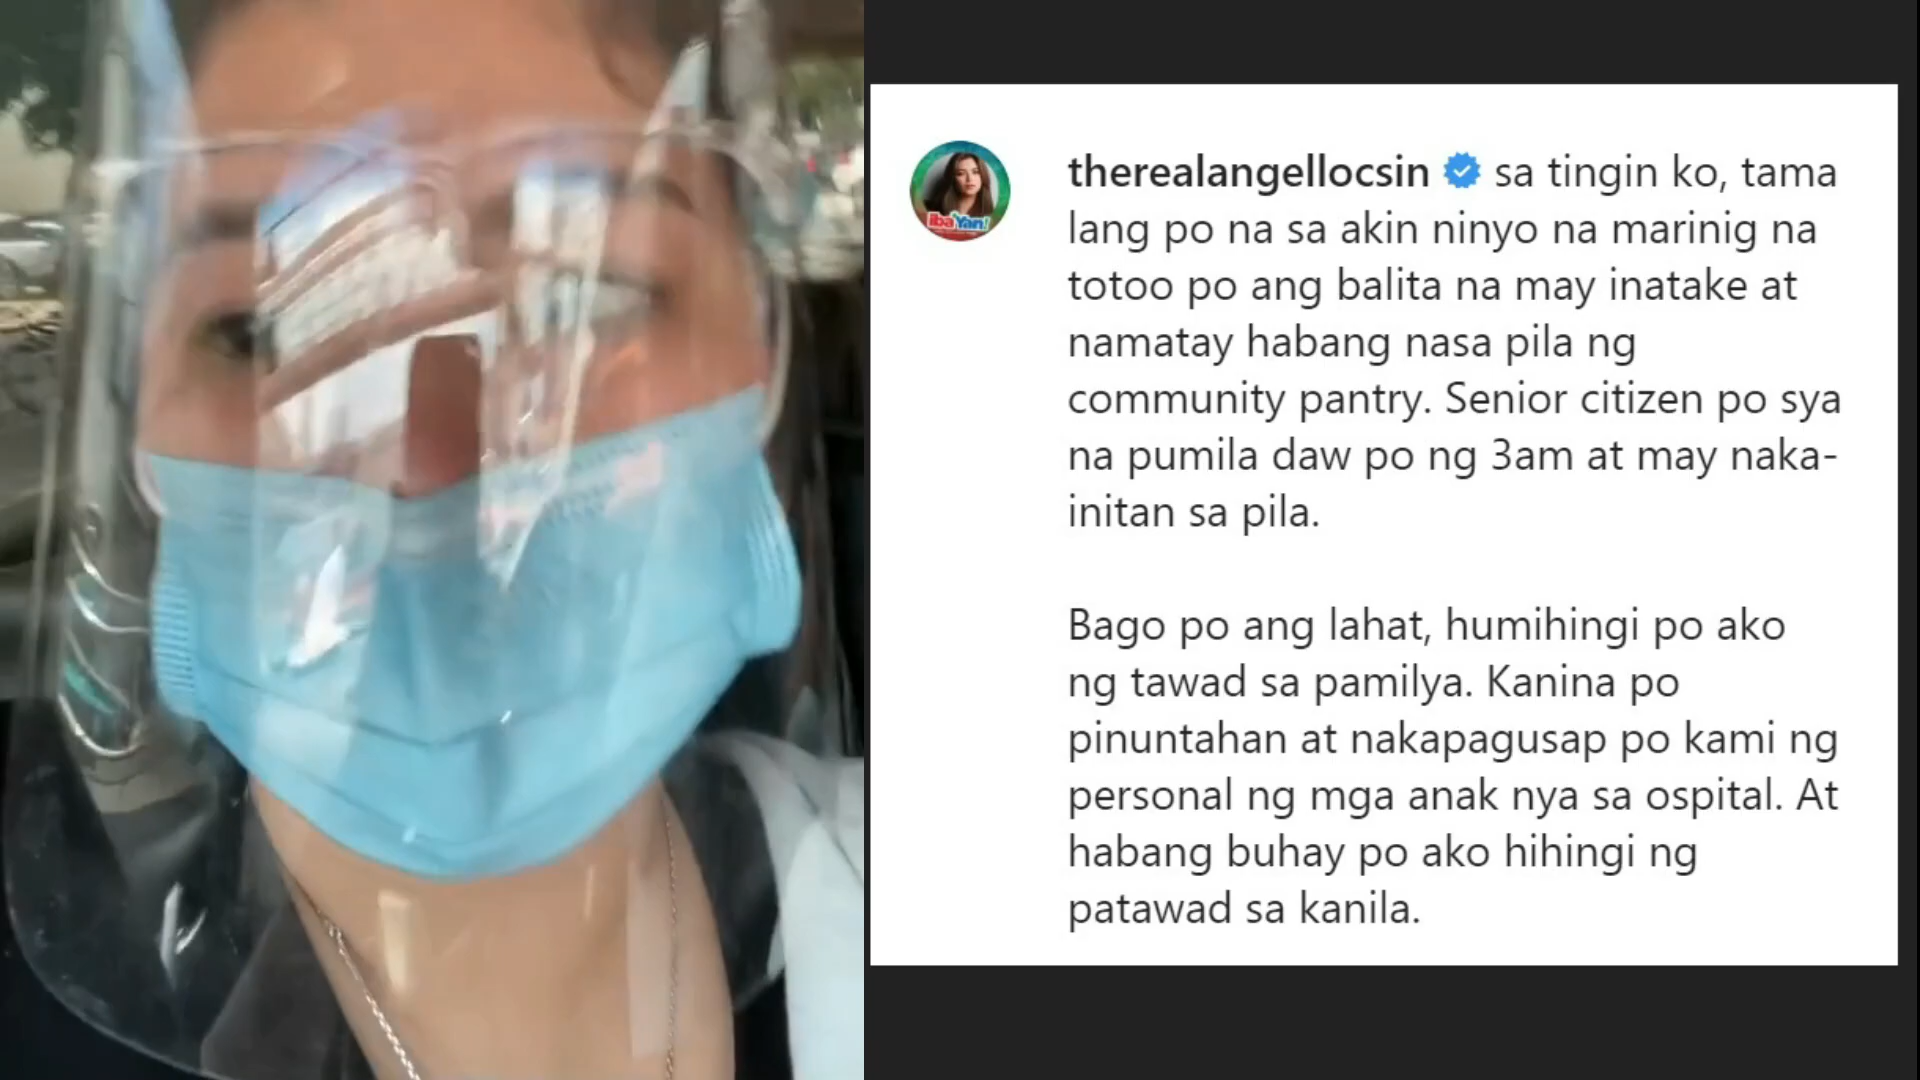 therealangellocsin sa tingin ko, tama
lang po na sa akin ninyo na marinig na
totoo po ang balita na may inatake at
namatay habang nasa pila ng
community pantry. Senior citizen po sya
na pumila daw po ng 3am at may naka-
initan sa pila.
Bago po ang lahat, humihingi po ako
ng tawad sa pamilya. Kanina po
pinuntahan at nakapagusap po kami ng
personal ng mga anak nya sa ospital. At
habang buhay po ako hihingi ng
patawad sa kanila.
iba'Yan!